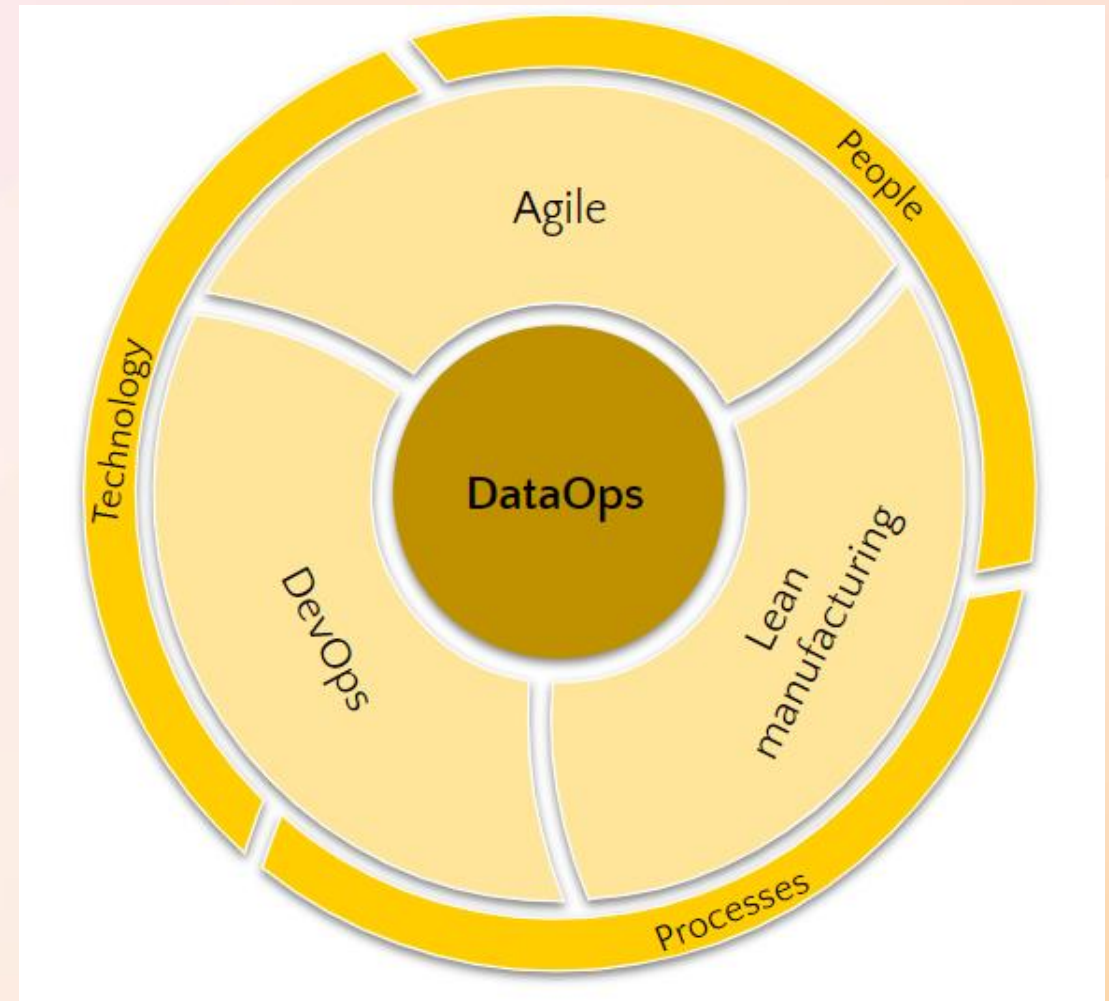 People
Agile
Technology
DataOps
DevOps
Lean
manufacturing
Processes